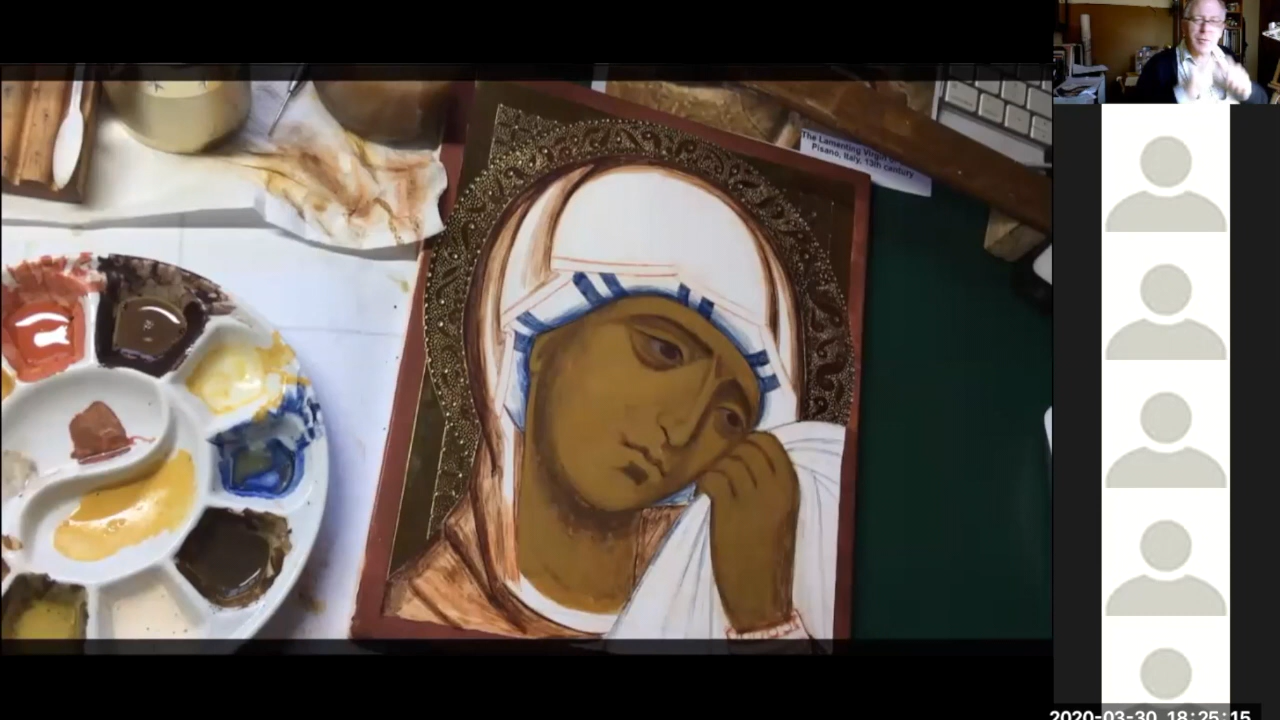 The Lamenting Virgin
Pisano, Italy, 13th century
2020-03-30 18:25:15